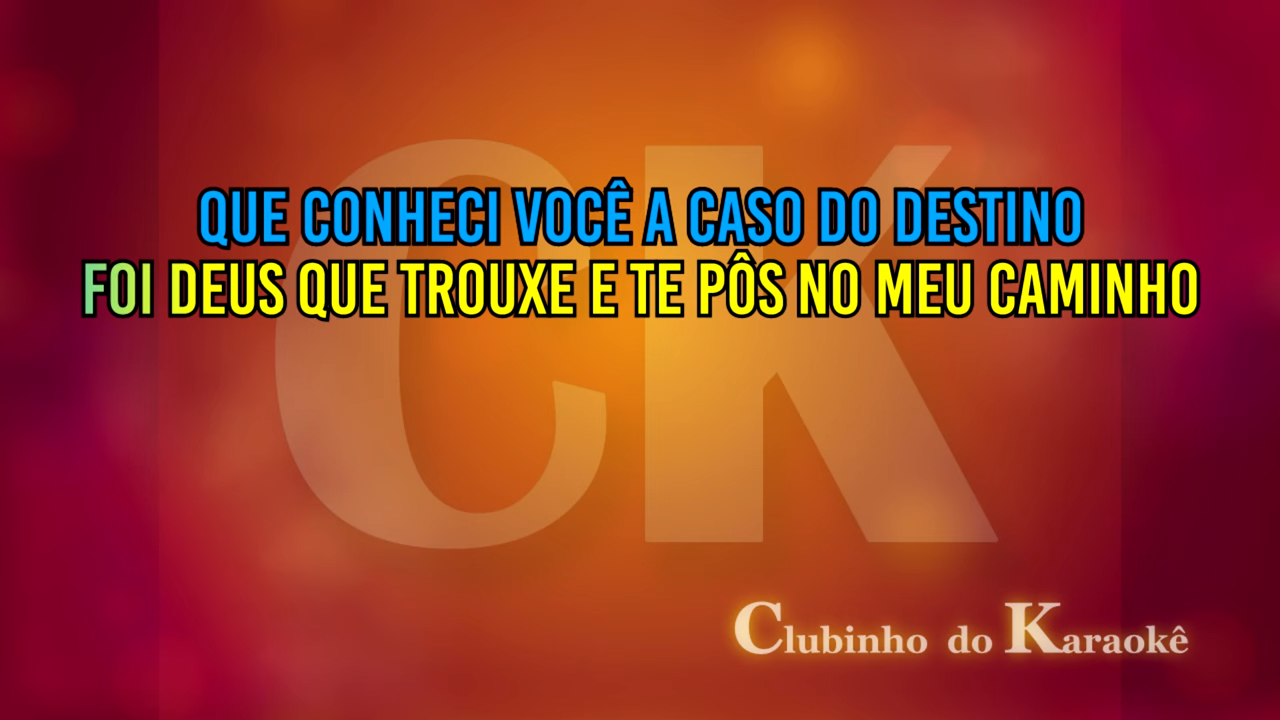 QUE CONHECI VOCÊ A CASO DO DESTINO
FOI DEUS QUE TROUXE E TE PÔS NO MEU CAMINHO
CK
Clubinho do Karaokê